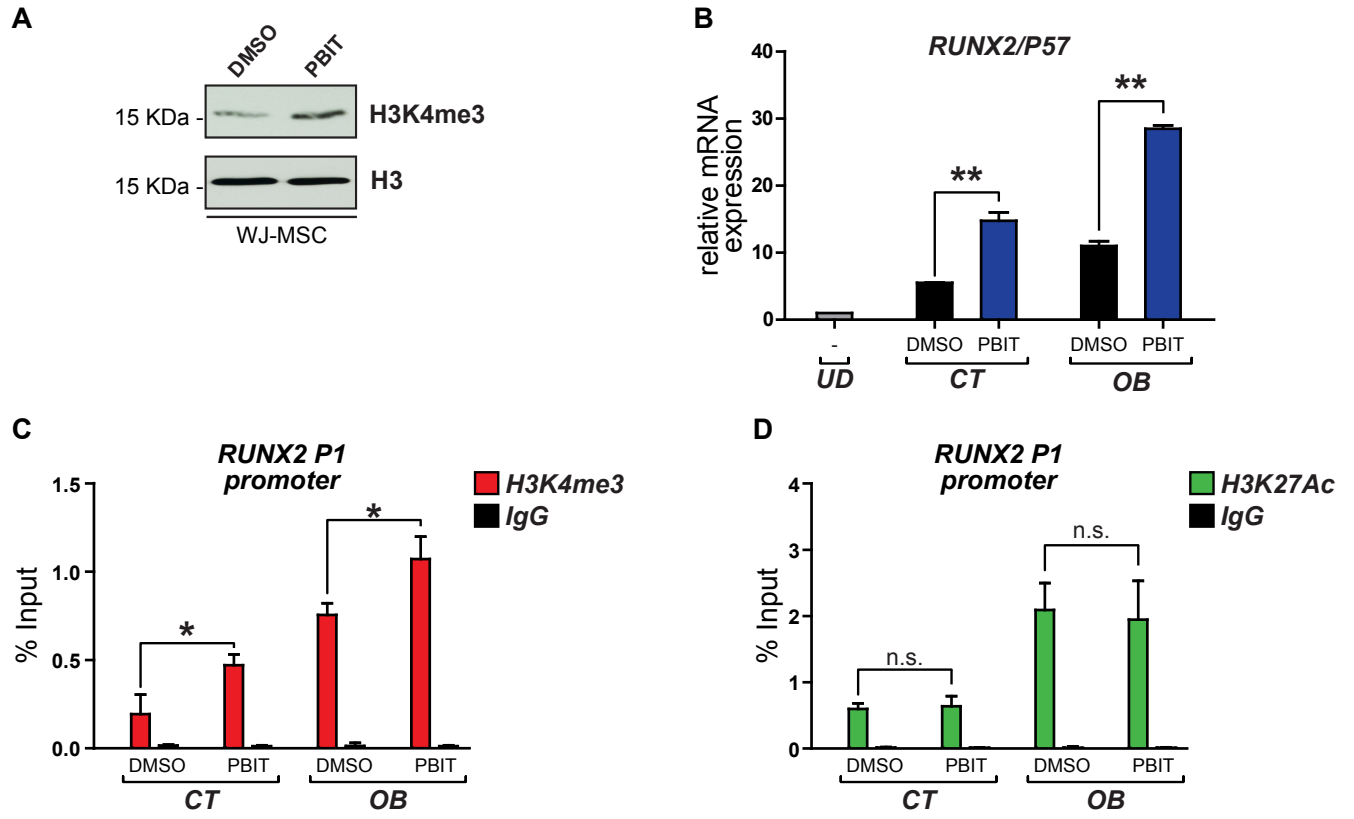 A
DMSO
PBIT
15 KDa -
H3K4me3
15 KDa -
H3
WJ-MSC
B
RUNX2/P57
relative mRNA
expression
40
30
20
10
0
**
**
-
DMSO PBIT
DMSO PBIT
UD
CT
OB
C
RUNX2 P1
promoter
H3K4me3
IgG
% Input
1.5
1.0
0.5
0.0
*
*
DMSO PBIT
DMSO PBIT
CT
OB
D
RUNX2 P1
promoter
H3K27Ac
IgG
% Input
4
3
2
1
0
n.s.
n.s.
DMSO PBIT
DMSO PBIT
CT
OB